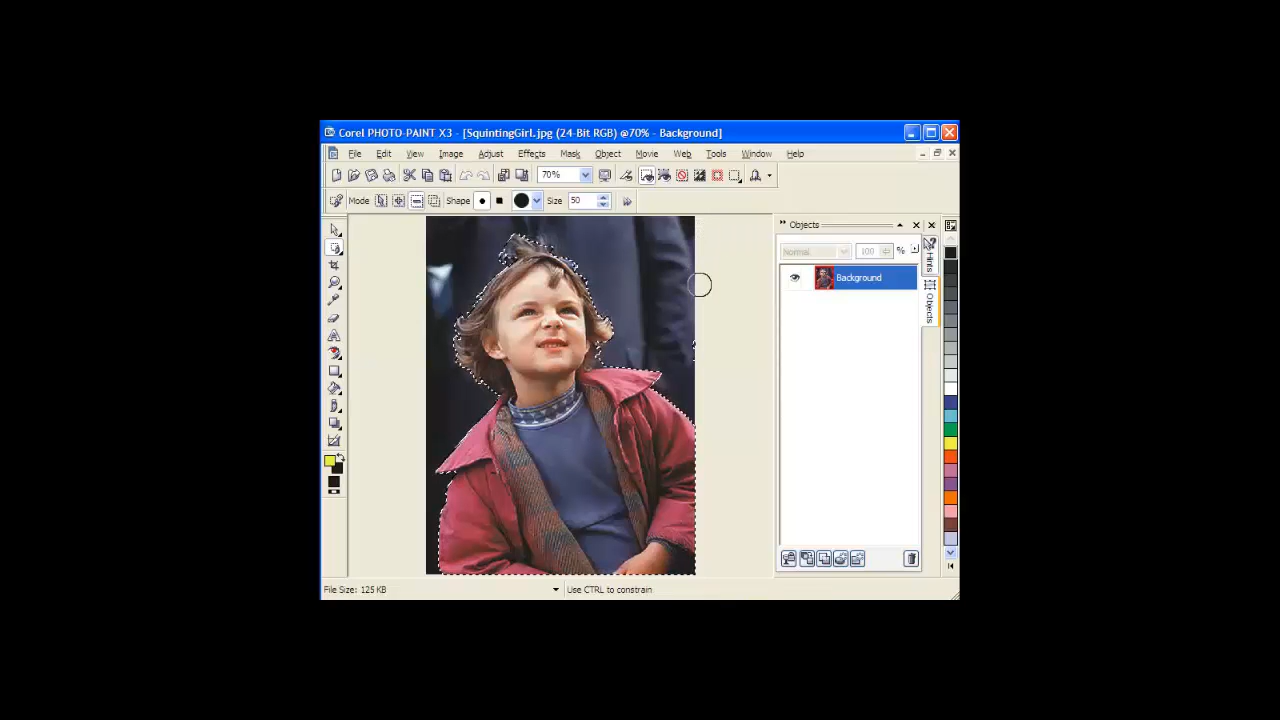 Corel PHOTO-PAINT X3 - [SquintingGirl.jpg (24-Bit RGB) @70% - Background]
File Edit View Image Adjust Effects Mask Object Movie Web Tools Window Help
70%
Mode Shape Size 50
Objects
Normal 100 %
Background
Hints
Objects
File Size: 125 KB Use CTRL to constrain